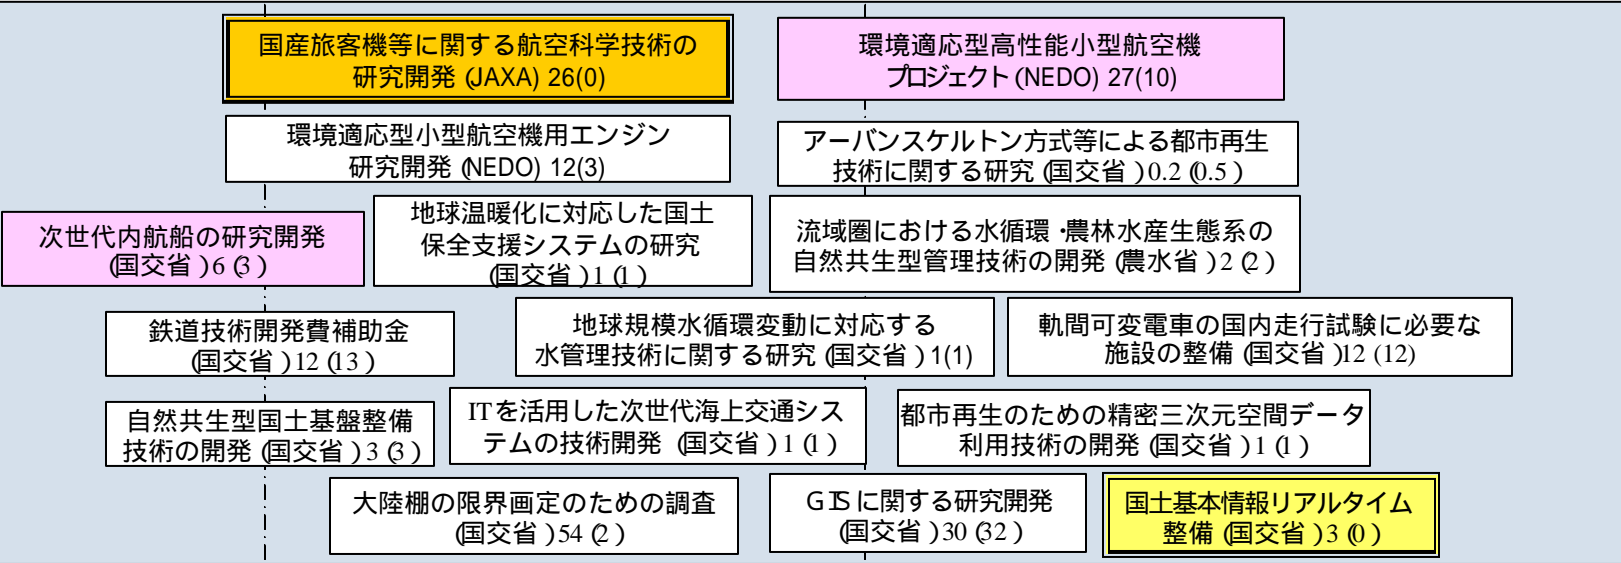 国産旅客機等に関する航空科学技術の
研究開発(JAXA) 26(0)
環境適応型高性能小型航空機
プロジェクト(NEDO) 27(10)
環境適応型小型航空機用エンジン
研究開発(NEDO) 12(3)
アーバンスケルトン方式等による都市再生
技術に関する研究(国交省)0.2(0.5)
次世代内航船の研究開発
(国交省)6(3)
地球温暖化に対応した国土
保全支援システムの研究
(国交省)1(1)
流域圏における水循環・農林水産生態系の
自然共生型管理技術の開発(農水省)2(2)
鉄道技術開発費補助金
(国交省)12(13)
地球規模水循環変動に対応する
水管理技術に関する研究(国交省)1(1)
軌間可変電車の国内走行試験に必要な
施設の整備(国交省)12(12)
自然共生型国土基盤整備
技術の開発(国交省)3(3)
ITを活用した次世代海上交通シス
テムの技術開発 (国交省)1(1)
都市再生のための精密三次元空間データ
利用技術の開発(国交省)1(1)
大陸棚の限界画定のための調査
(国交省)54(2)
GISに関する研究開発
(国交省)30(32)
国土基本情報リアルタイム
整備(国交省)3(0)